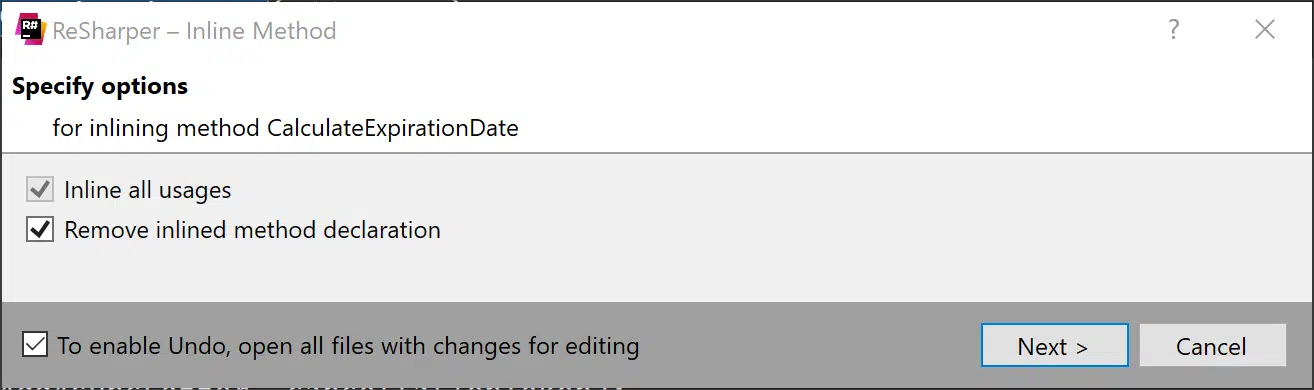 R#
ReSharper – Inline Method
?
Specify options
for inlining method CalculateExpirationDate
Inline all usages
Remove inlined method declaration
To enable Undo, open all files with changes for editing
Next >
Cancel